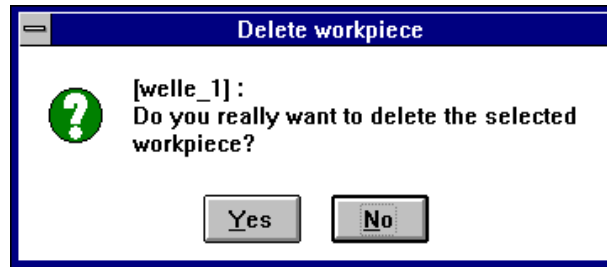 Delete workpiece
[welle_1] :
Do you really want to delete the selected
workpiece?
Yes No